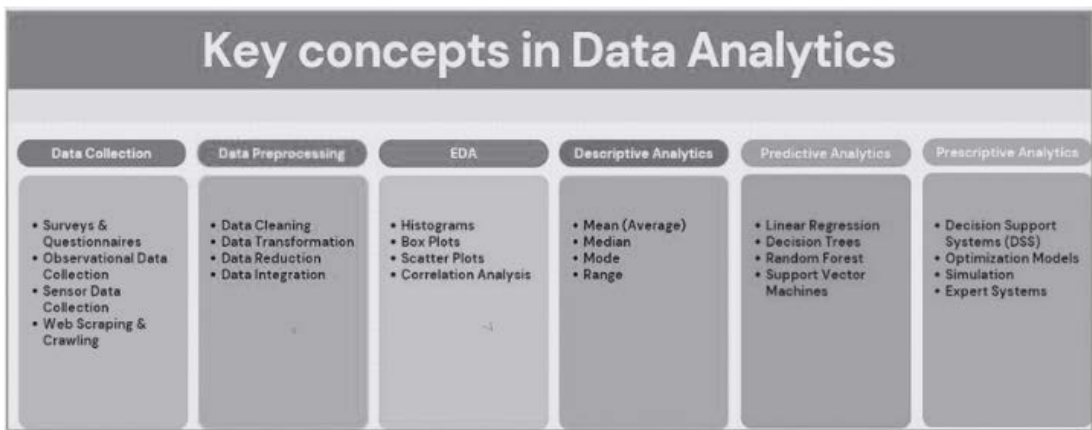 Key concepts in Data Analytics
Data Collection
• Surveys &
Questionnaires
• Observational Data
Collection
• Sensor Data
Collection
• Web Scraping &
Crawling
Data Preprocessing
• Data Cleaning
• Data Transformation
• Data Reduction
• Data Integration
EDA
• Histograms
• Box Plots
• Scatter Plots
• Correlation Analysis
Descriptive Analytics
• Mean (Average)
• Median
• Mode
• Range
Predictive Analytics
• Linear Regression
• Decision Trees
• Random Forest
• Support Vector
Machines
Prescriptive Analytics
• Decision Support
Systems (DSS)
• Optimization Models
• Simulation
• Expert Systems